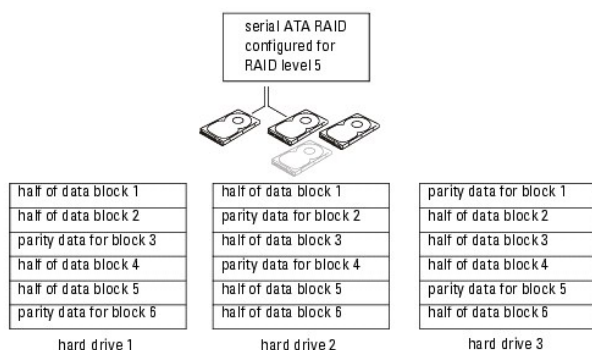 serial ATA RAID
configured for
RAID level 5
half of data block 1
half of data block 2
parity data for block 3
half of data block 4
half of data block 5
parity data for block 6
hard drive 1
half of data block 1
parity data for block 2
half of data block 3
parity data for block 4
half of data block 5
half of data block 6
hard drive 2
parity data for block 1
half of data block 2
half of data block 3
half of data block 4
parity data for block 5
half of data block 6
hard drive 3